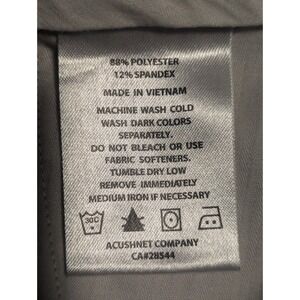 88% POLYESTER
12% SPANDEX
MADE IN VIETNAM
MACHINE WASH COLD
WASH DARK COLORS
SEPARATELY.
DO NOT BLEACH OR USE
FABRIC SOFTENERS.
TUMBLE DRY LOW
REMOVE IMMEDIATELY
MEDIUM IRON IF NECESSARY
30C
ACUSHNET COMPANY
CA#28544